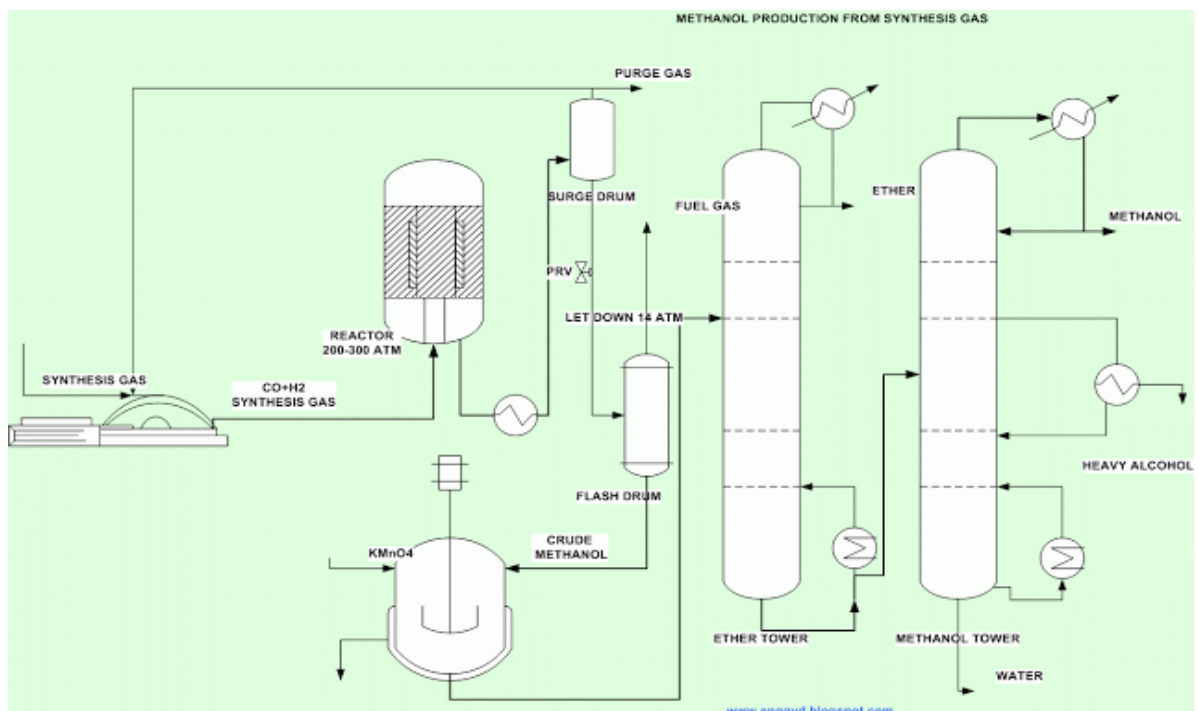 METHANOL PRODUCTION FROM SYNTHESIS GAS
PURGE GAS
SURGE DRUM
FUEL GAS
ETHER
METHANOL
PRV
LET DOWN 14 ATM
REACTOR
200-300 ATM
SYNTHESIS GAS
CO+H2
SYNTHESIS GAS
HEAVY ALCOHOL
FLASH DRUM
CRUDE
METHANOL
KMnO4
ETHER TOWER
METHANOL TOWER
WATER